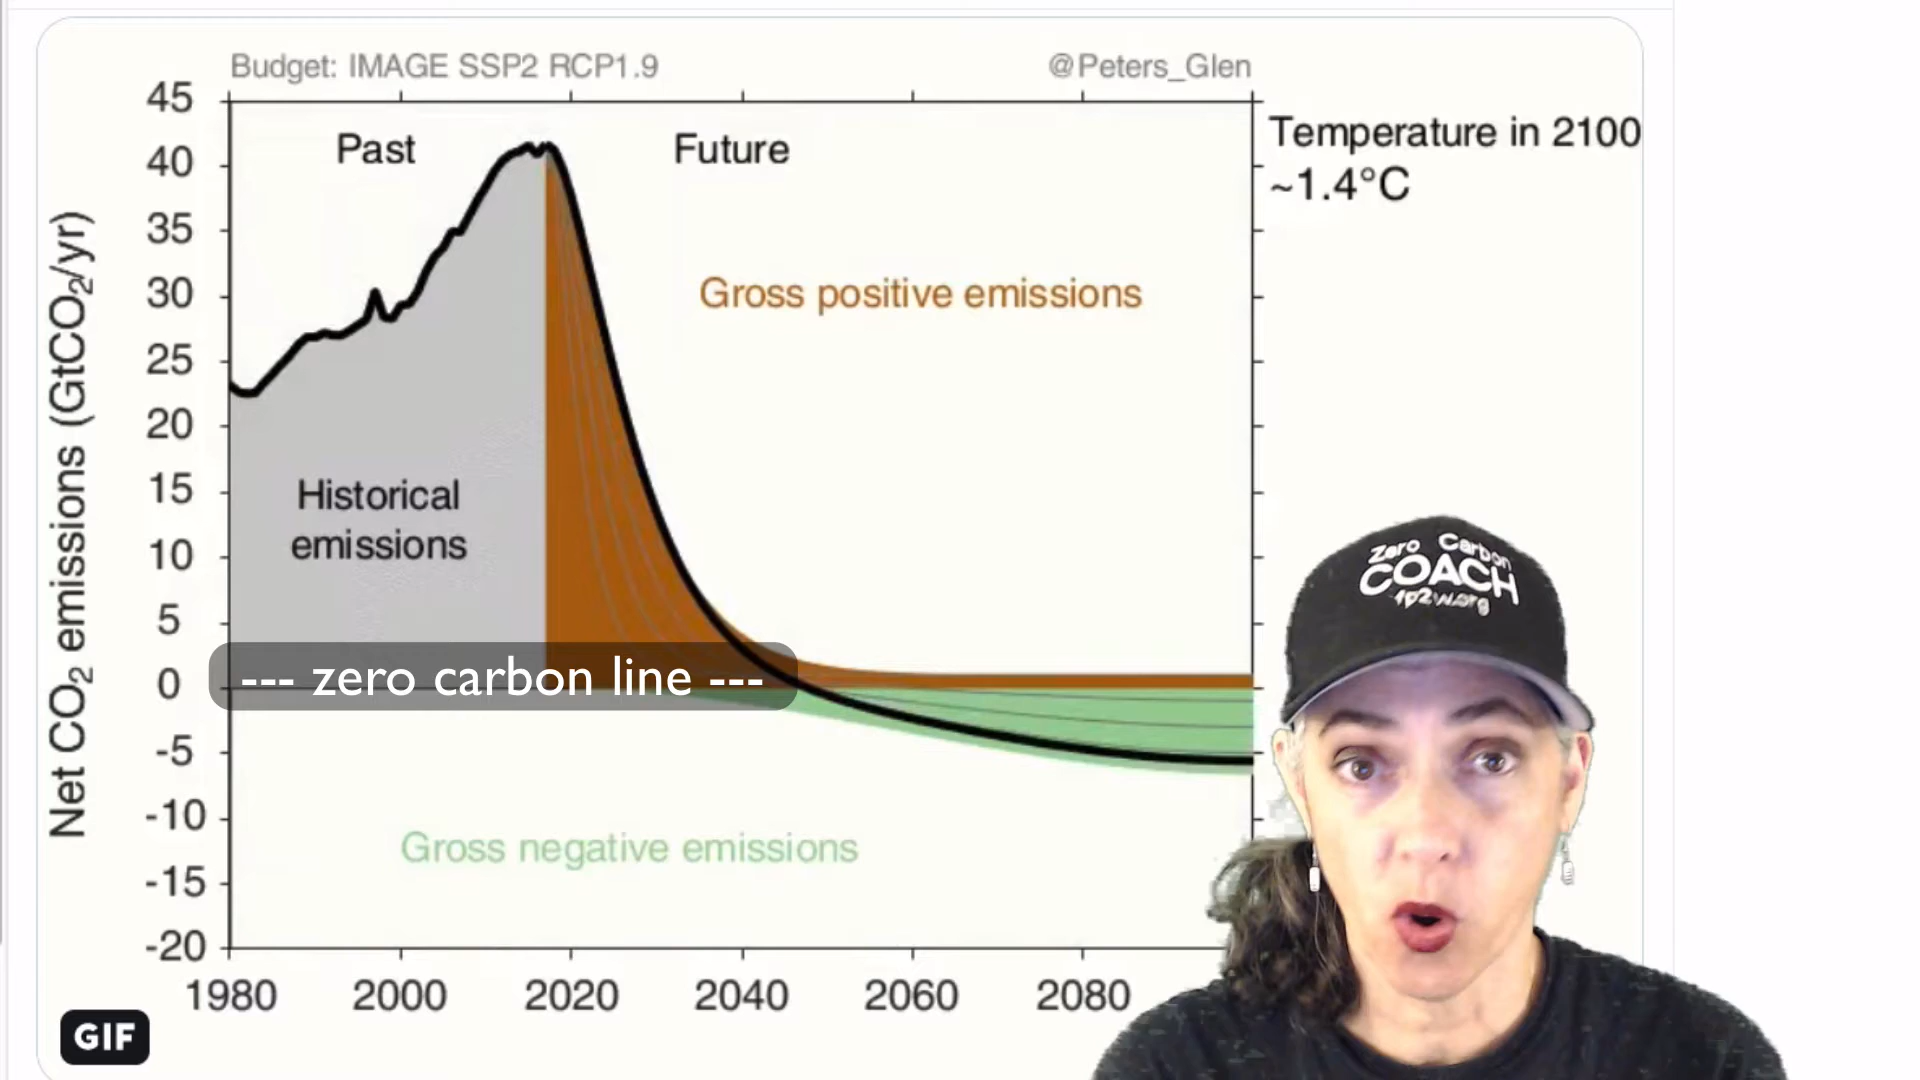 Budget: IMAGE SSP2 RCP1.9
@Peters_Glen
Temperature in 2100
~1.4°C
Past
Future
Gross positive emissions
Historical
emissions
--- zero carbon line ---
Gross negative emissions
Net CO₂ emissions (GtCO₂/yr)
45
40
35
30
25
20
15
10
5
0
-5
-10
-15
-20
1980
2000
2020
2040
2060
2080
GIF
Zero Carbon
COACH
1p2w.org